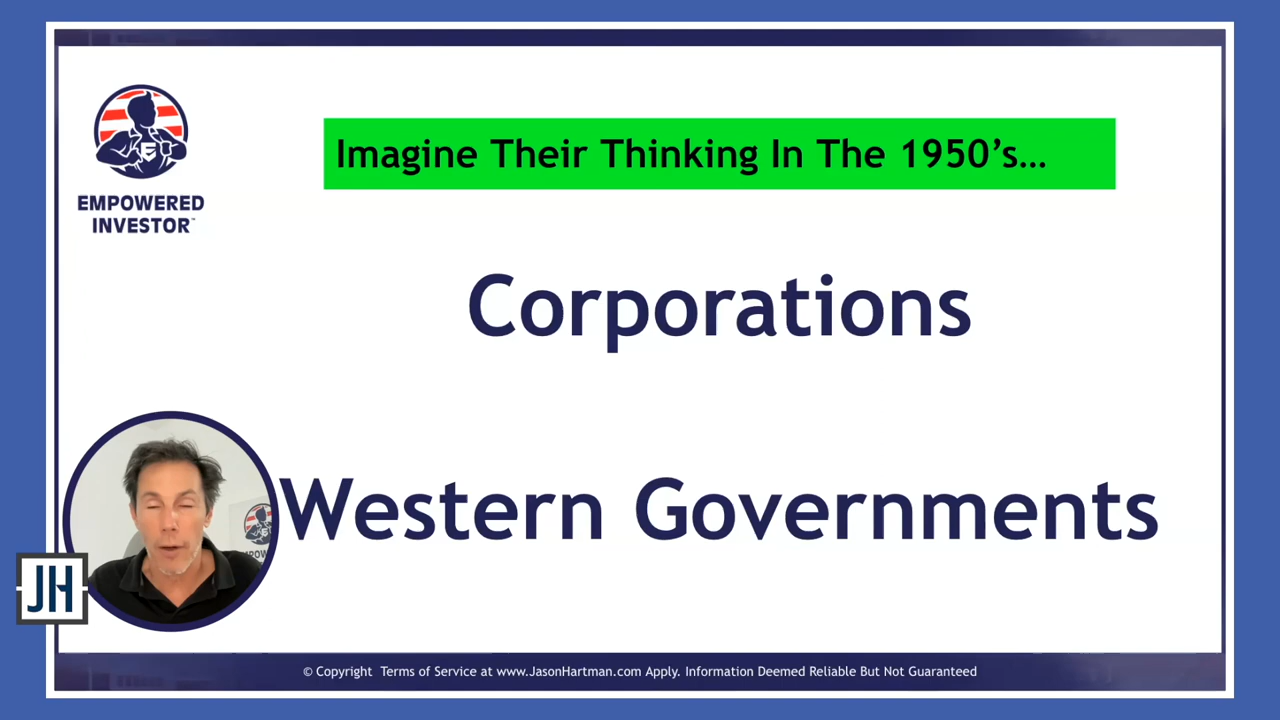 Imagine Their Thinking In The 1950’s…
EMPOWERED
INVESTOR™
Corporations
Western Governments
JH
© Copyright Terms of Service at www.JasonHartman.com Apply. Information Deemed Reliable But Not Guaranteed